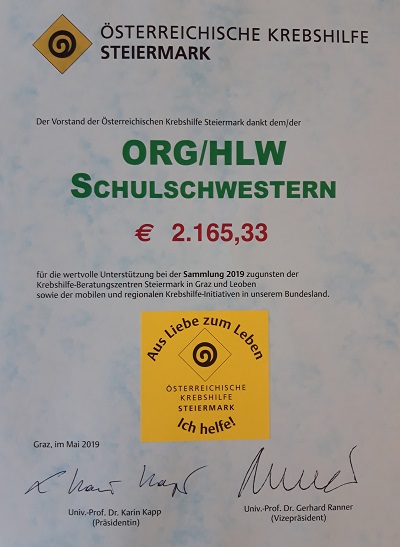 ÖSTERREICHISCHE KREBSHILFE
STEIERMARK
Der Vorstand der Österreichischen Krebshilfe Steiermark dankt dem/der
ORG/HLW
SCHULSCHWESTERN
€ 2.165,33
für die wertvolle Unterstützung bei der Sammlung 2019 zugunsten der
Krebshilfe-Beratungszentren Steiermark in Graz und Leoben
sowie der mobilen und regionalen Krebshilfe-Initiativen in unserem Bundesland.
Aus Liebe zum Leben
ÖSTERREICHISCHE
KREBSHILFE
STEIERMARK
Ich helfe!
Graz, im Mai 2019
Univ.-Prof. Dr. Karin Kapp
(Präsidentin)
Univ.-Prof. Dr. Gerhard Ranner
(Vizepräsident)